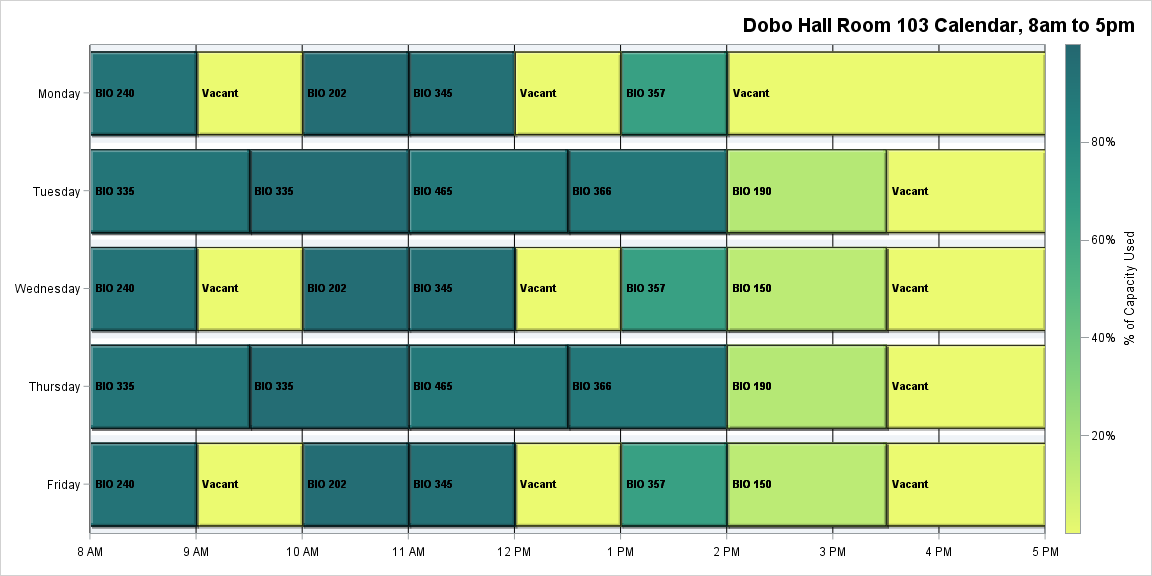 Dobo Hall Room 103 Calendar, 8am to 5pm
Monday
BIO 240
Vacant
BIO 202
BIO 345
Vacant
BIO 357
Vacant
Tuesday
BIO 335
BIO 335
BIO 465
BIO 366
BIO 190
Vacant
Wednesday
BIO 240
Vacant
BIO 202
BIO 345
Vacant
BIO 357
BIO 150
Vacant
Thursday
BIO 335
BIO 335
BIO 465
BIO 366
BIO 190
Vacant
Friday
BIO 240
Vacant
BIO 202
BIO 345
Vacant
BIO 357
BIO 150
Vacant
8 AM
9 AM
10 AM
11 AM
12 PM
1 PM
2 PM
3 PM
4 PM
5 PM
80%
60%
40%
20%
% of Capacity Used